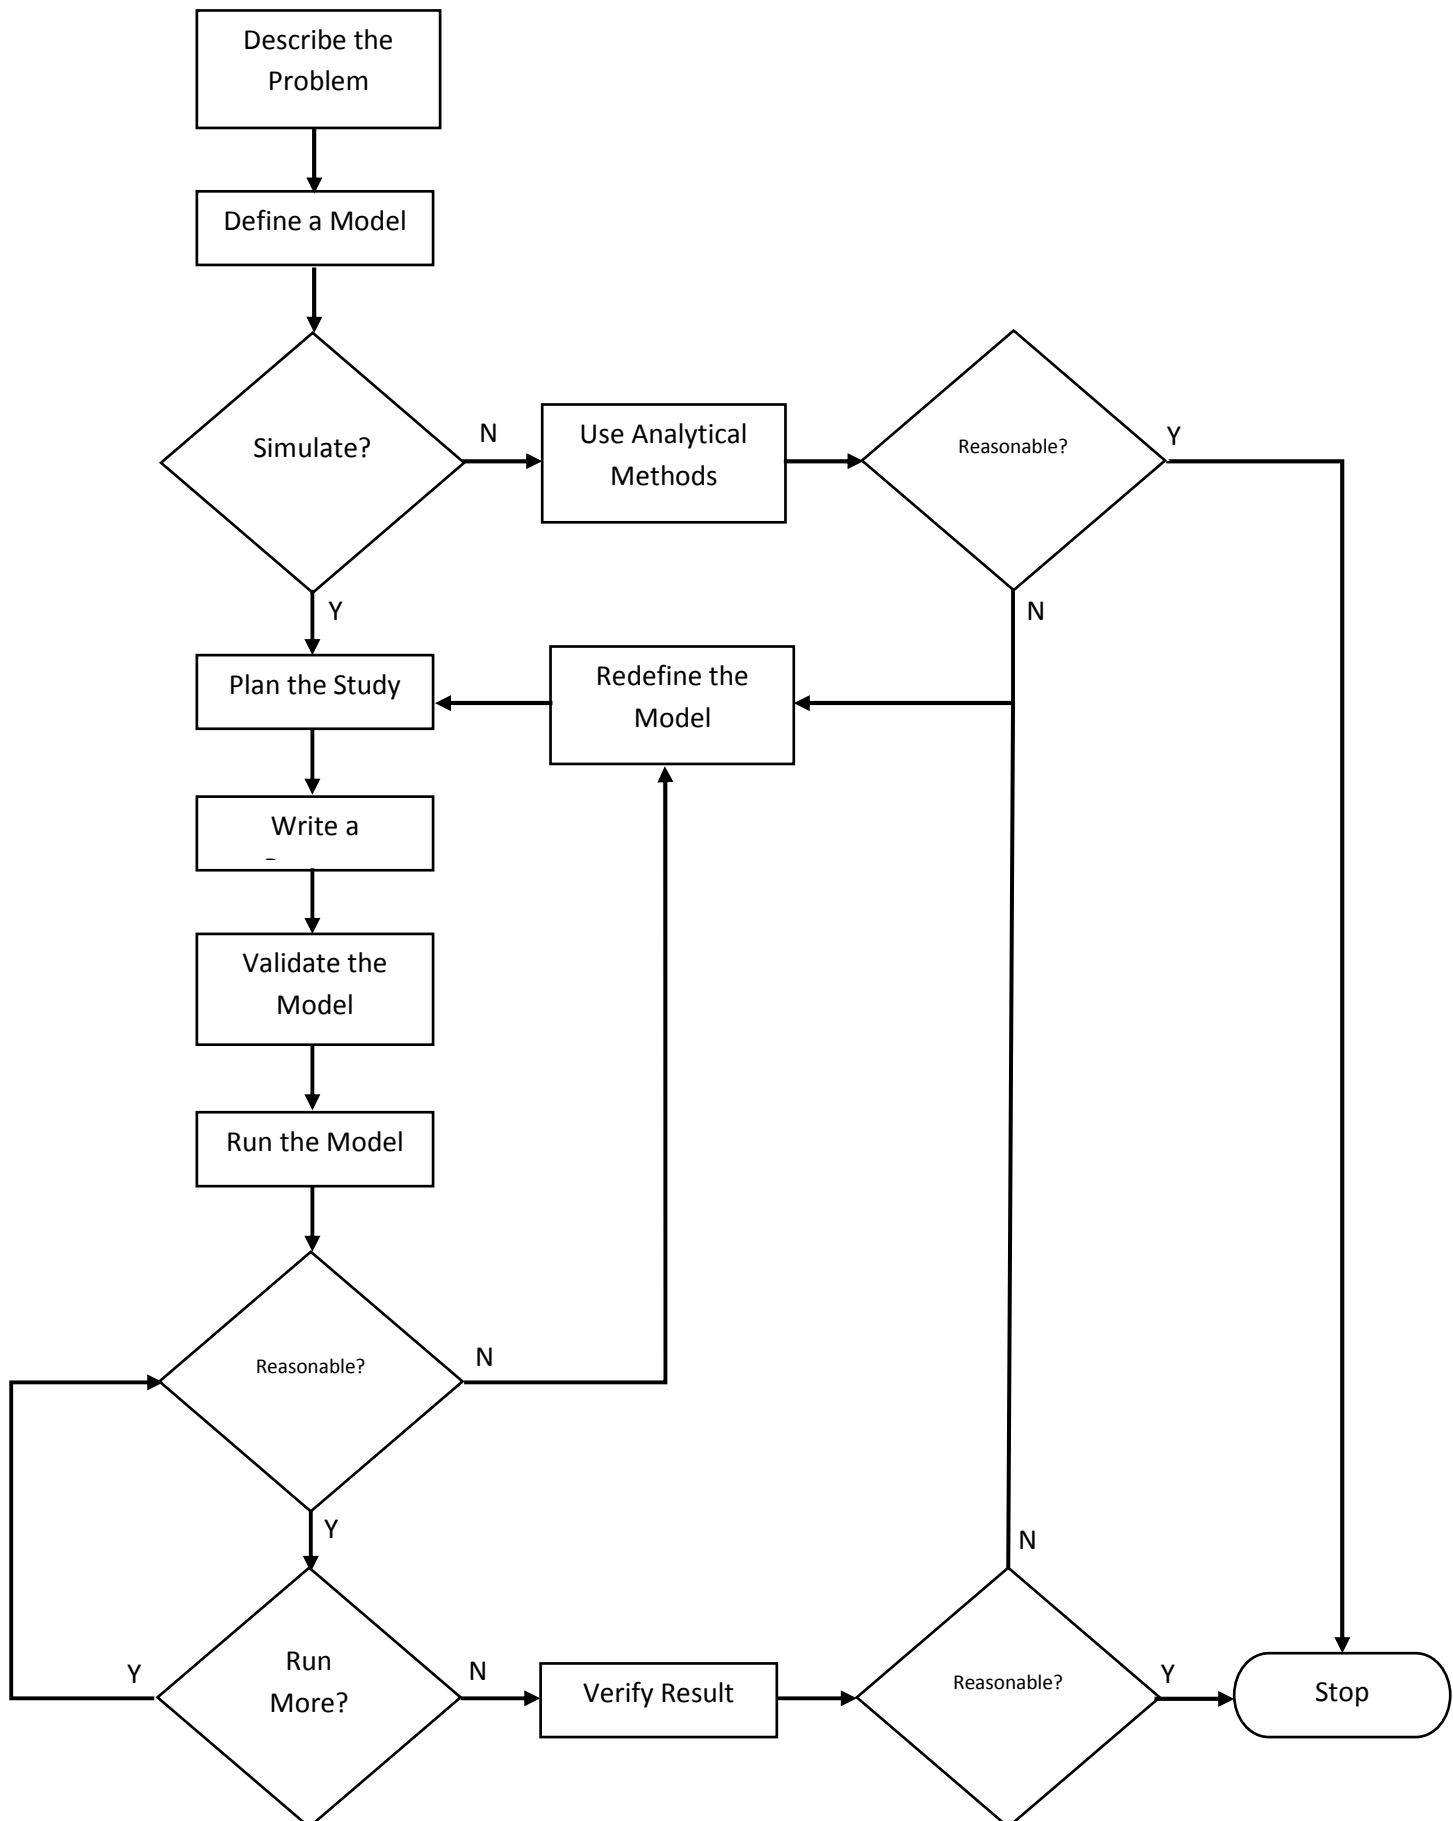 Describe the
Problem
Define a Model
Simulate?
N
Use Analytical
Methods
Reasonable?
Y
Y
N
Plan the Study
Redefine the
Model
Write a
Validate the
Model
Run the Model
Reasonable?
N
Y
N
Run
More?
Y
N
Verify Result
Reasonable?
Y
Stop